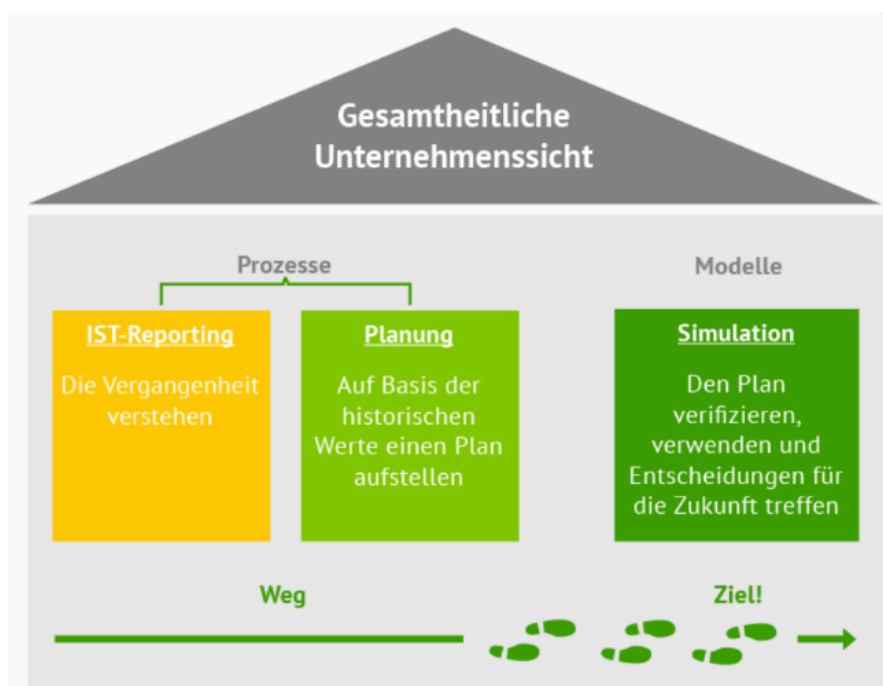 Gesamtheitliche
Unternehmenssicht
Prozesse
Modelle
IST-Reporting
Die Vergangenheit
verstehen
Planung
Auf Basis der
historischen
Werte einen Plan
aufstellen
Simulation
Den Plan
verifizieren,
verwenden und
Entscheidungen für
die Zukunft treffen
Weg
Ziel!